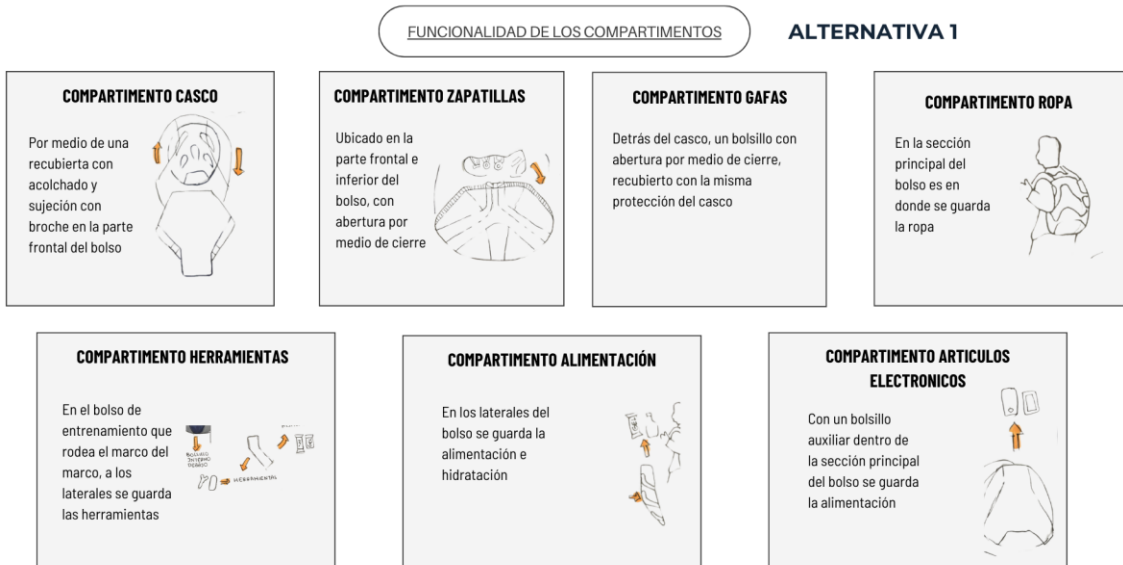 FUNCIONALIDAD DE LOS COMPARTIMENTOS
ALTERNATIVA 1
COMPARTIMENTO CASCO
Por medio de una
recubierta con
acolchado y
sujeción con
broche en la parte
frontal del bolso
COMPARTIMENTO ZAPATILLAS
Ubicado en la
parte frontal e
inferior del
bolso, con
abertura por
medio de cierre
COMPARTIMENTO GAFAS
Detrás del casco, un bolsillo con
abertura por medio de cierre,
recubierto con la misma
protección del casco
COMPARTIMENTO ROPA
En la sección
principal del
bolso es en
donde se guarda
la ropa
COMPARTIMENTO HERRAMIENTAS
En el bolso de
entrenamiento que
rodea el marco del
marco, a los
laterales se guarda
las herramientas
BOLSILLO
INTERNO
HERRAMIENTAS
COMPARTIMENTO ALIMENTACIÓN
En los laterales del
bolso se guarda la
alimentación e
hidratación
COMPARTIMENTO ARTICULOS
ELECTRONICOS
Con un bolsillo
auxiliar dentro de
la sección principal
del bolso se guarda
la alimentación